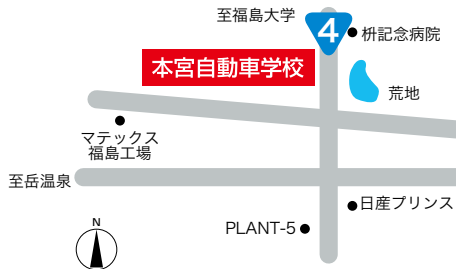 至福島大学
4
枡記念病院
本宮自動車学校
荒地
マテックス
福島工場
至岳温泉
日産プリンス
PLANT-5
N